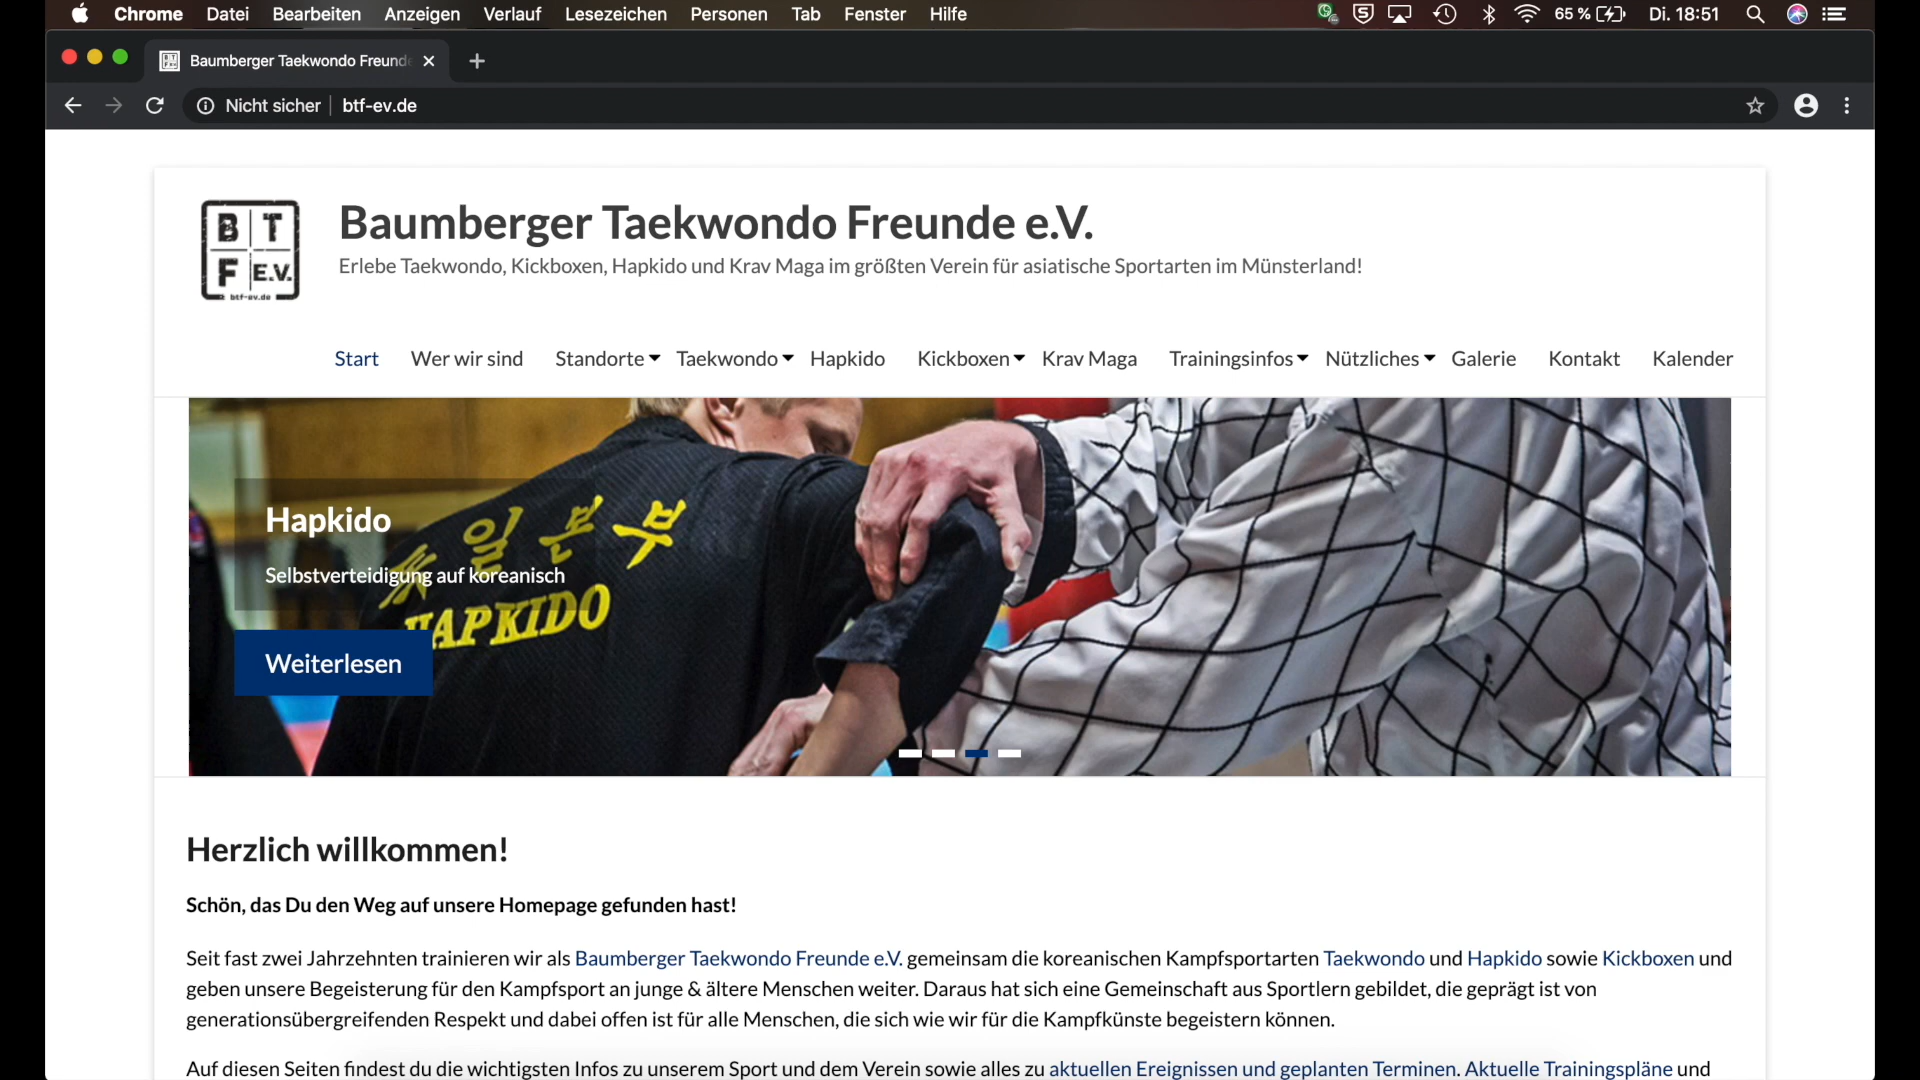 Chrome Datei Bearbeiten Anzeigen Verlauf Lesezeichen Personen Tab Fenster Hilfe 65 % Di. 18:51
Baumberger Taekwondo Freund
Nicht sicher btf-ev.de
B T
F E.V.
btf-ev.de
Baumberger Taekwondo Freunde e.V.
Erlebe Taekwondo, Kickboxen, Hapkido und Krav Maga im größten Verein für asiatische Sportarten im Münsterland!
Start Wer wir sind Standorte Taekwondo Hapkido Kickboxen Krav Maga Trainingsinfos Nützliches Galerie Kontakt Kalender
일본부
HAPKIDO
Hapkido
Selbstverteidigung auf koreanisch
Weiterlesen
Herzlich willkommen!
Schön, das Du den Weg auf unsere Homepage gefunden hast!
Seit fast zwei Jahrzehnten trainieren wir als Baumberger Taekwondo Freunde e.V. gemeinsam die koreanischen Kampfsportarten Taekwondo und Hapkido sowie Kickboxen und
geben unsere Begeisterung für den Kampfsport an junge & ältere Menschen weiter. Daraus hat sich eine Gemeinschaft aus Sportlern gebildet, die geprägt ist von
generationsübergreifenden Respekt und dabei offen ist für alle Menschen, die sich wie wir für die Kampfkünste begeistern können.
Auf diesen Seiten findest du die wichtigsten Infos zu unserem Sport und dem Verein sowie alles zu aktuellen Ereignissen und geplanten Terminen. Aktuelle Trainingspläne und